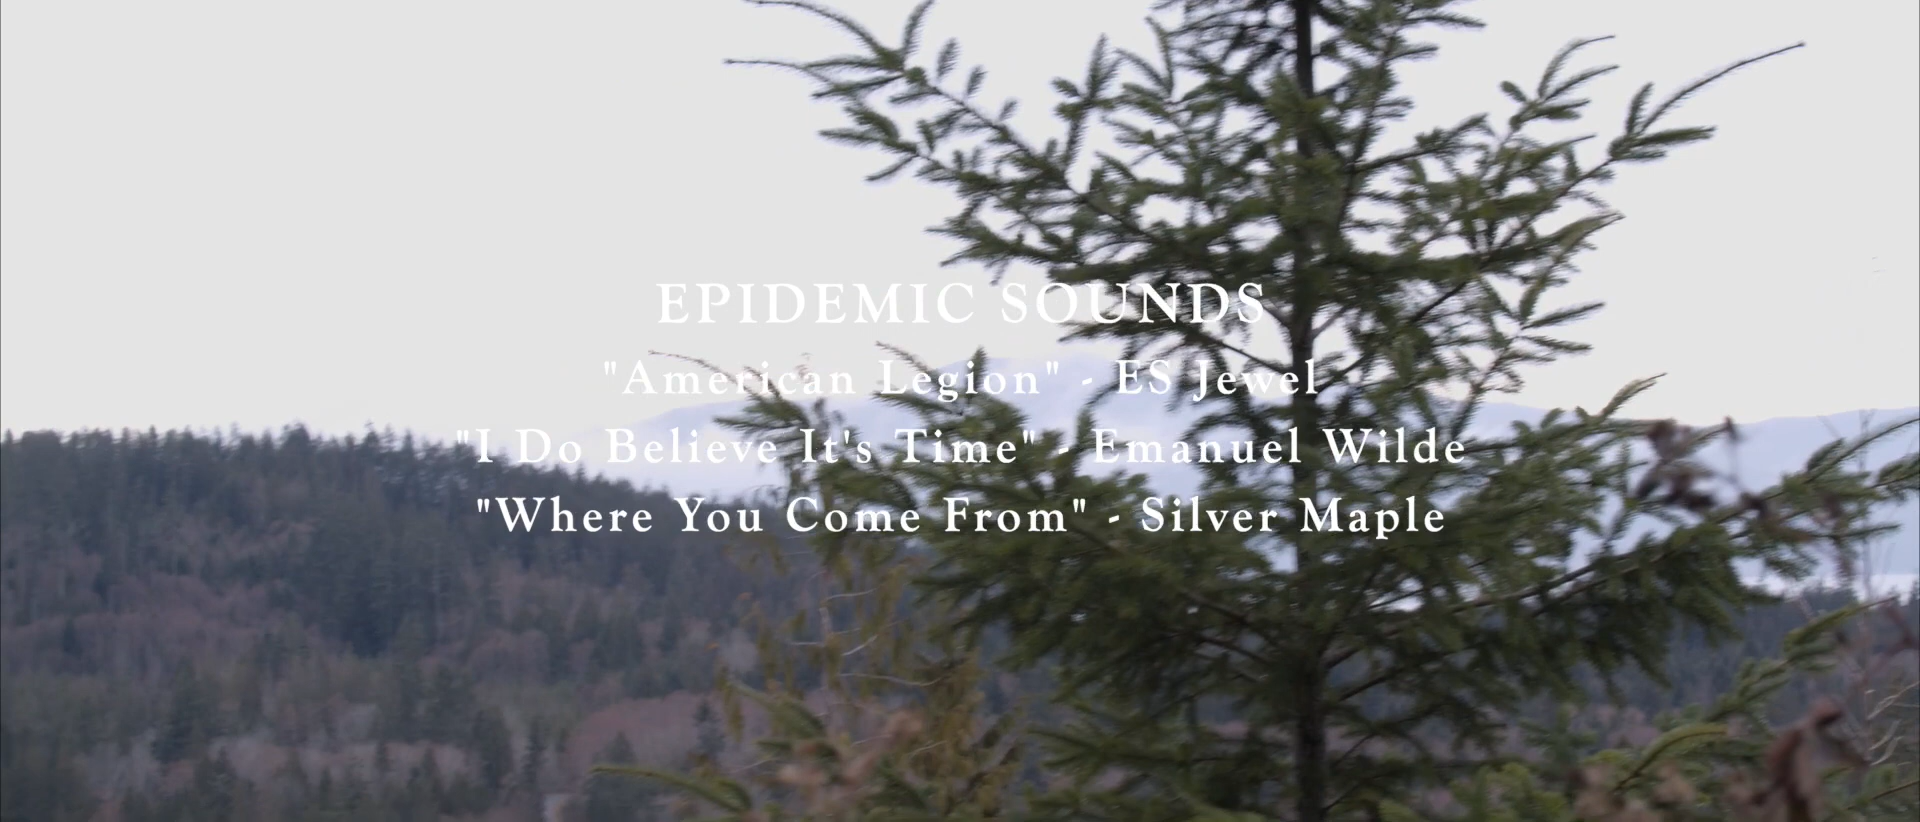 EPIDEMIC SOUNDS
"American Legion" - ES Jewel
"I Do Believe It's Time" - Emanuel Wilde
"Where You Come From" - Silver Maple